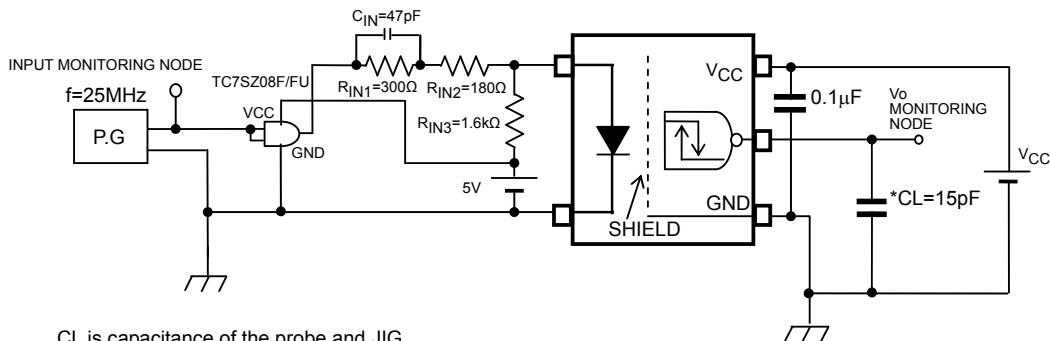 C_IN=47pF
INPUT MONITORING NODE
TC7SZ08F/FU
R_IN1=300Ω
R_IN2=180Ω
f=25MHz
P.G
VCC
GND
R_IN3=1.6kΩ
5V
V_CC
0.1μF
Vo
MONITORING
NODE
V_CC
GND
*CL=15pF
SHIELD
CL is capacitance of the probe and JIG